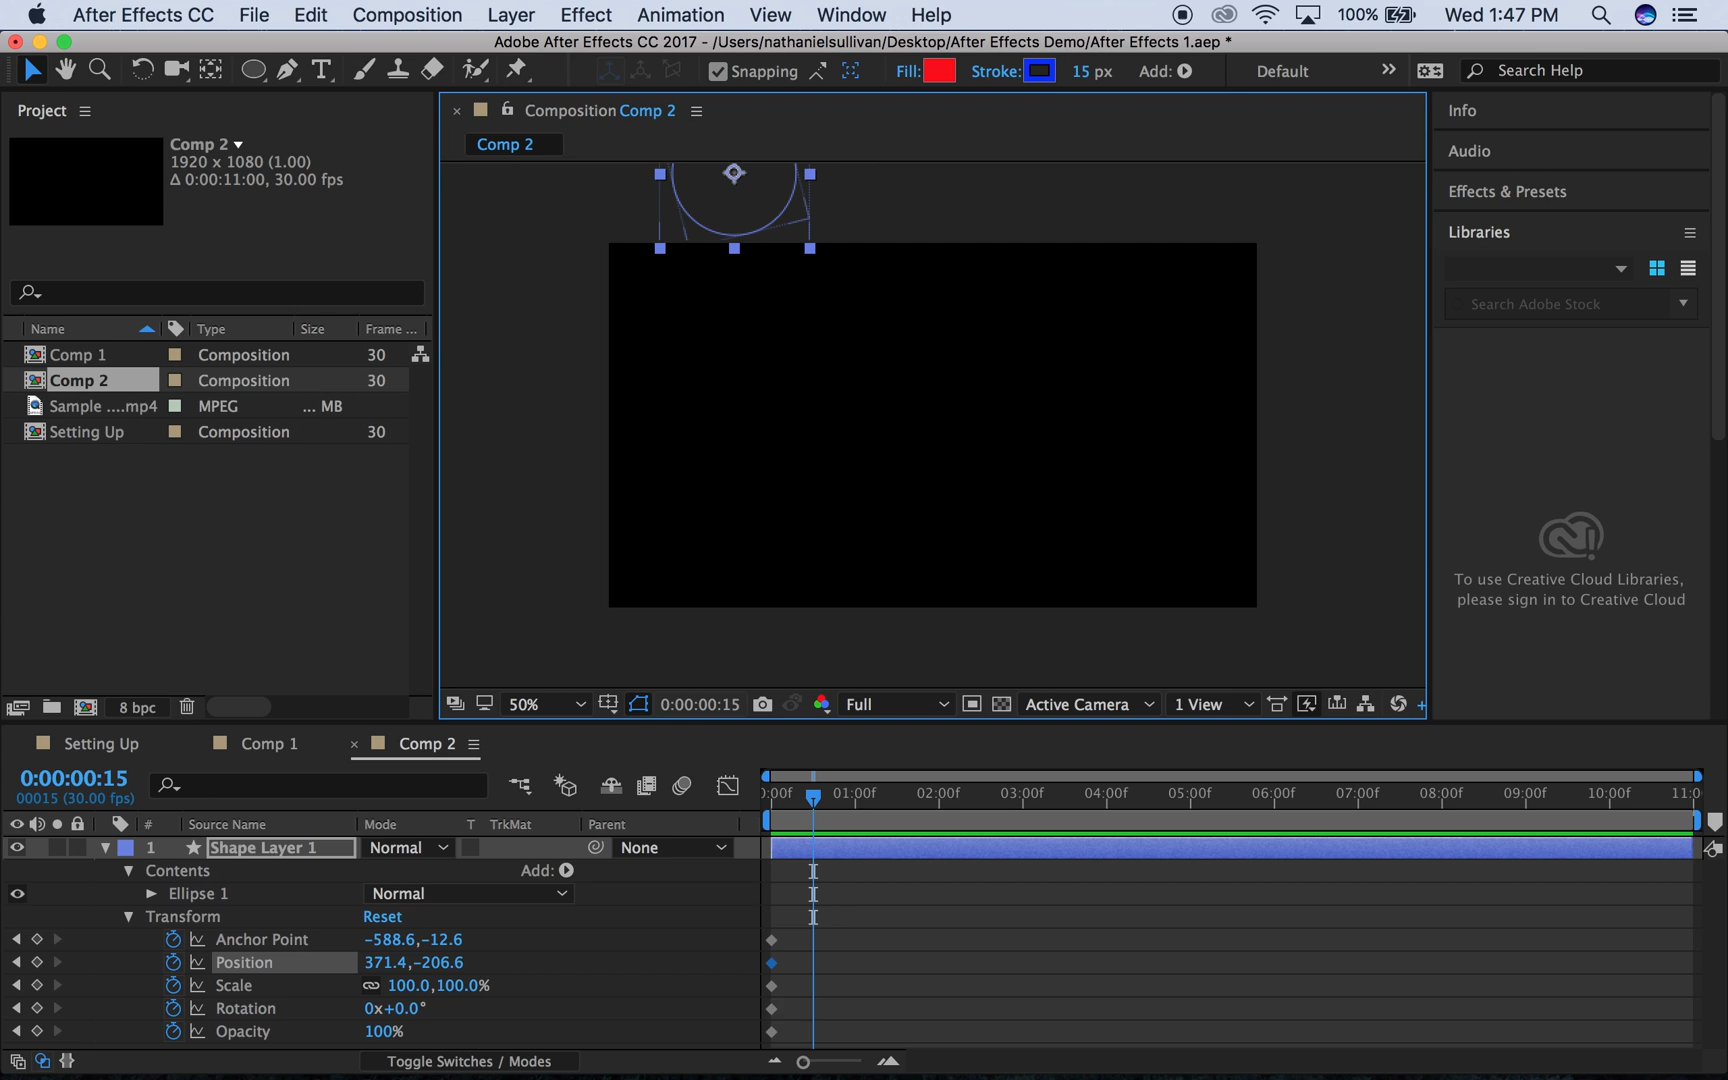 After Effects CC File Edit Composition Layer Effect Animation View Window Help 100% Wed 1:47 PM
Adobe After Effects CC 2017 - /Users/nathanielsullivan/Desktop/After Effects Demo/After Effects 1.aep *
T Snapping Fill: Stroke: 15 px Add: Default Search Help
Project
Comp 2
1920 x 1080 (1.00)
Δ 0:00:11:00, 30.00 fps
Name Type Size Frame ...
Comp 1 Composition 30
Comp 2 Composition 30
Sample ....mp4 MPEG ... MB
Setting Up Composition 30
8 bpc
× Composition Comp 2
Comp 2
50% 0:00:00:15 Full Active Camera 1 View
Info
Audio
Effects & Presets
Libraries
Search Adobe Stock
To use Creative Cloud Libraries,
please sign in to Creative Cloud
Setting Up Comp 1 × Comp 2
0:00:00:15
00015 (30.00 fps)
:00f 01:00f 02:00f 03:00f 04:00f 05:00f 06:00f 07:00f 08:00f 09:00f 10:00f 11:0
# Source Name Mode T TrkMat Parent
1 Shape Layer 1 Normal None
Contents Add:
Ellipse 1 Normal
Transform Reset
Anchor Point -588.6,-12.6
Position 371.4,-206.6
Scale 100.0,100.0%
Rotation 0x+0.0°
Opacity 100%
Toggle Switches / Modes